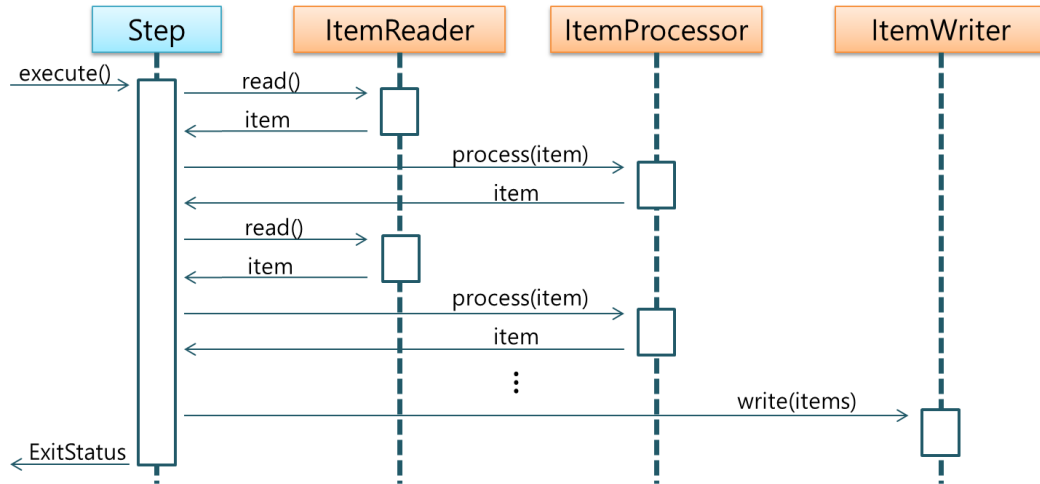 Step
ItemReader
ItemProcessor
ItemWriter
execute()
read()
item
process(item)
item
read()
item
process(item)
item
⋮
write(items)
ExitStatus